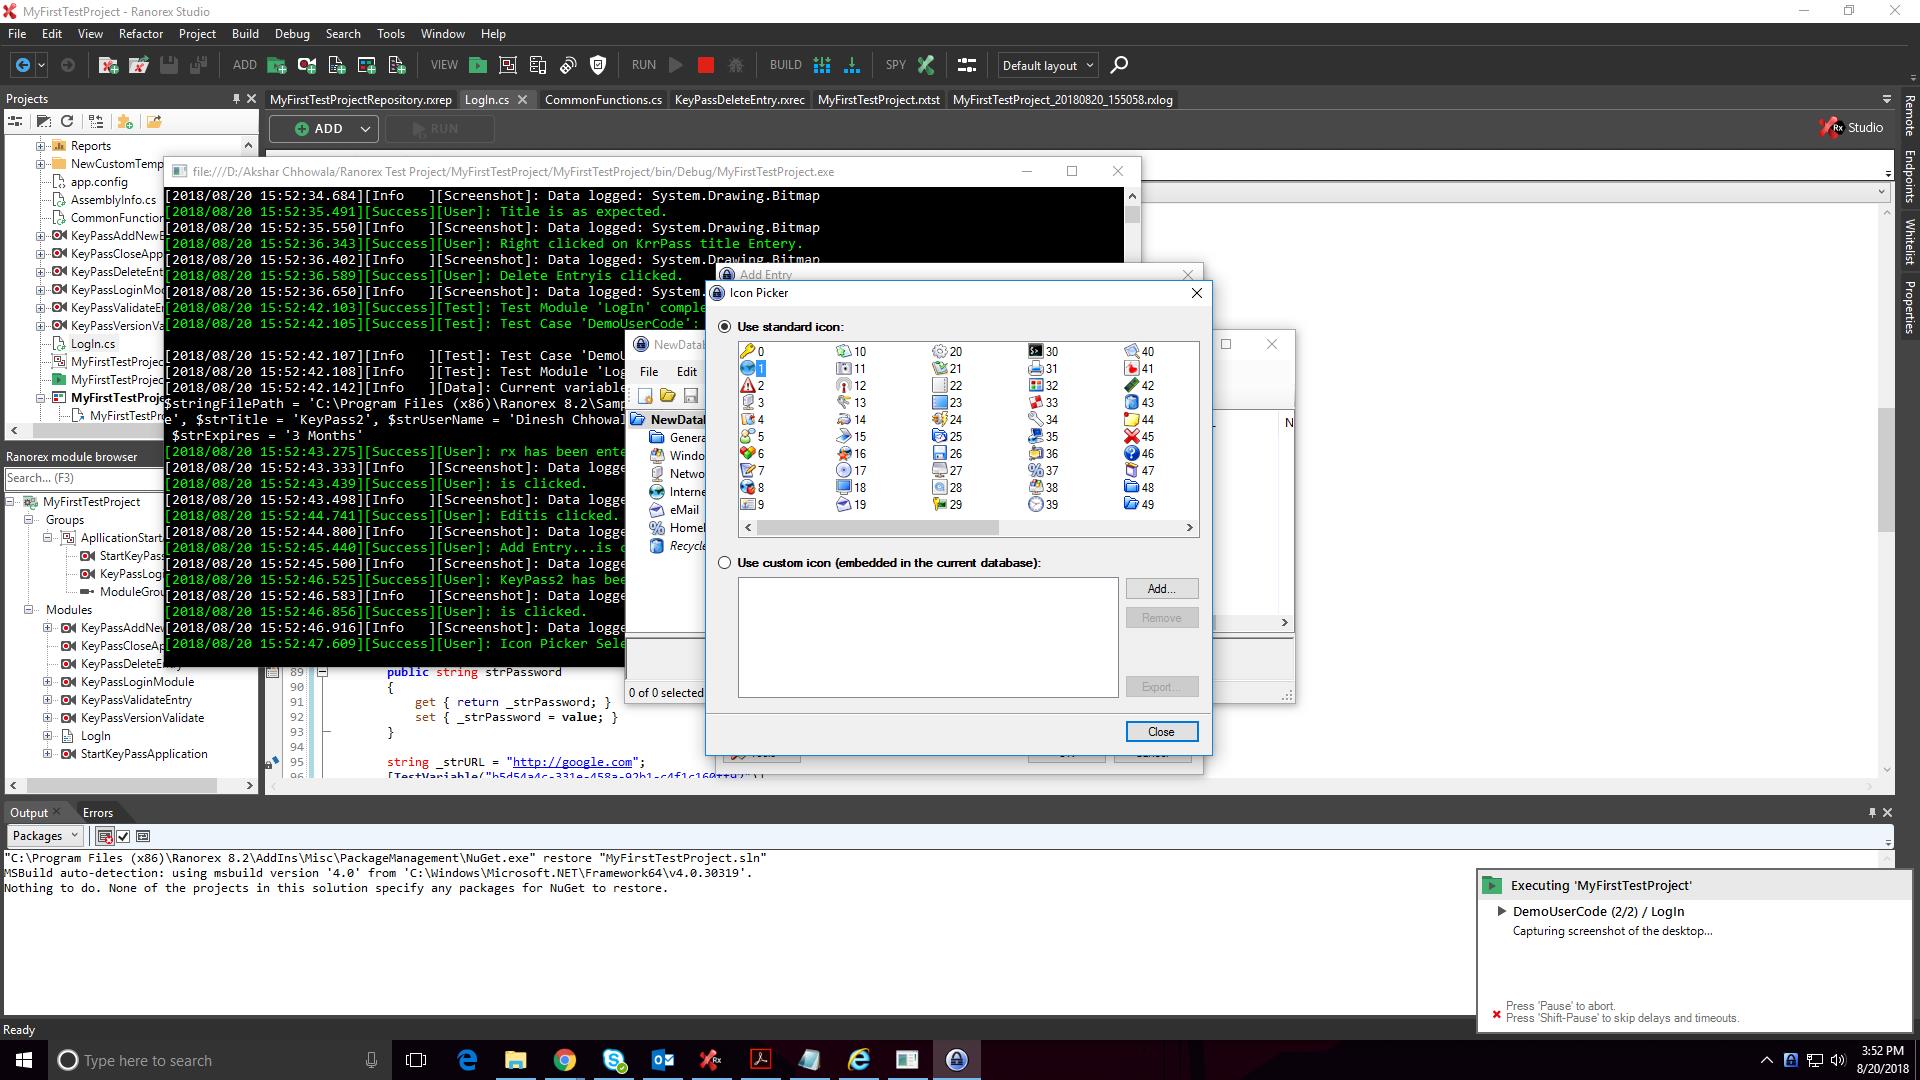 MyFirstTestProject - Ranorex Studio
File Edit View Refactor Project Build Debug Search Tools Window Help
ADD VIEW RUN BUILD SPY Default layout
Projects
MyFirstTestProjectRepository.rxrep LogIn.cs CommonFunctions.cs KeyPassDeleteEntry.rxrec MyFirstTestProject.rxtst MyFirstTestProject_20180820_155058.rxlog
ADD RUN
Rx Studio
Remote
Endpoints
Whitelist
Properties
Reports
NewCustomTemp
app.config
AssemblyInfo.cs
CommonFunction
KeyPassAddNewE
KeyPassCloseApp
KeyPassDeleteEnt
KeyPassLoginMo
KeyPassValidateE
KeyPassVersionVa
LogIn.cs
MyFirstTestProjec
MyFirstTestProjec
MyFirstTestProje
MyFirstTestPre
Ranorex module browser
Search... (F3)
MyFirstTestProject
Groups
ApllicationStart
StartKeyPass
KeyPassLogi
ModuleGrou
Modules
KeyPassAddNew
KeyPassCloseAp
KeyPassDeleteE
KeyPassLoginModule
KeyPassValidateEntry
KeyPassVersionValidate
LogIn
StartKeyPassApplication
file:///D:/Akshar Chhowala/Ranorex Test Project/MyFirstTestProject/MyFirstTestProject/bin/Debug/MyFirstTestProject.exe
[2018/08/20 15:52:34.684][Info   ][Screenshot]: Data logged: System.Drawing.Bitmap
[2018/08/20 15:52:35.491][Success][User]: Title is as expected.
[2018/08/20 15:52:35.550][Info   ][Screenshot]: Data logged: System.Drawing.Bitmap
[2018/08/20 15:52:36.343][Success][User]: Right clicked on KrrPass title Entery.
[2018/08/20 15:52:36.402][Info   ][Screenshot]: Data logged: System.Drawing.Bitmap
[2018/08/20 15:52:36.589][Success][User]: Delete Entryis clicked.
[2018/08/20 15:52:36.650][Info   ][Screenshot]: Data logged: System.
[2018/08/20 15:52:42.103][Success][Test]: Test Module 'LogIn' comple
[2018/08/20 15:52:42.105][Success][Test]: Test Case 'DemoUserCode':
[2018/08/20 15:52:42.107][Info   ][Test]: Test Case 'DemoU
[2018/08/20 15:52:42.108][Info   ][Test]: Test Module 'Log
[2018/08/20 15:52:42.142][Info   ][Data]: Current variable
$stringFilePath = 'C:\Program Files (x86)\Ranorex 8.2\Samp
e', $strTitle = 'KeyPass2', $strUserName = 'Dinesh Chhowal
$strExpires = '3 Months'
[2018/08/20 15:52:43.275][Success][User]: rx has been ente
[2018/08/20 15:52:43.333][Info   ][Screenshot]: Data logge
[2018/08/20 15:52:43.439][Success][User]: is clicked.
[2018/08/20 15:52:43.498][Info   ][Screenshot]: Data logge
[2018/08/20 15:52:44.741][Success][User]: Editis clicked.
[2018/08/20 15:52:44.800][Info   ][Screenshot]: Data logge
[2018/08/20 15:52:45.440][Success][User]: Add Entry...is c
[2018/08/20 15:52:45.500][Info   ][Screenshot]: Data logge
[2018/08/20 15:52:46.525][Success][User]: KeyPass2 has bee
[2018/08/20 15:52:46.583][Info   ][Screenshot]: Data logge
[2018/08/20 15:52:46.856][Success][User]: is clicked.
[2018/08/20 15:52:46.916][Info   ][Screenshot]: Data logge
[2018/08/20 15:52:47.609][Success][User]: Icon Picker Sele
NewDatab
File Edit
NewDatab
Genera
Windo
Netwo
Interne
eMail
Homel
Recycle
N
0 of 0 selected
Add Entry
Icon Picker
Use standard icon:
0 10 20 30 40
1 11 21 31 41
2 12 22 32 42
3 13 23 33 43
4 14 24 34 44
5 15 25 35 45
6 16 26 36 46
7 17 27 37 47
8 18 28 38 48
9 19 29 39 49
Use custom icon (embedded in the current database):
Add...
Remove
Export...
Close
89 public string strPassword
90 {
91 get { return _strPassword; }
92 set { _strPassword = value; }
93 }
94
95 string _strURL = "http://google.com";
Output Errors
Packages
"C:\Program Files (x86)\Ranorex 8.2\AddIns\Misc\PackageManagement\NuGet.exe" restore "MyFirstTestProject.sln"
MSBuild auto-detection: using msbuild version '4.0' from 'C:\Windows\Microsoft.NET\Framework64\v4.0.30319'.
Nothing to do. None of the projects in this solution specify any packages for NuGet to restore.
Executing 'MyFirstTestProject'
DemoUserCode (2/2) / LogIn
Capturing screenshot of the desktop...
Press 'Pause' to abort.
Press 'Shift-Pause' to skip delays and timeouts.
Ready
Type here to search
3:52 PM
8/20/2018